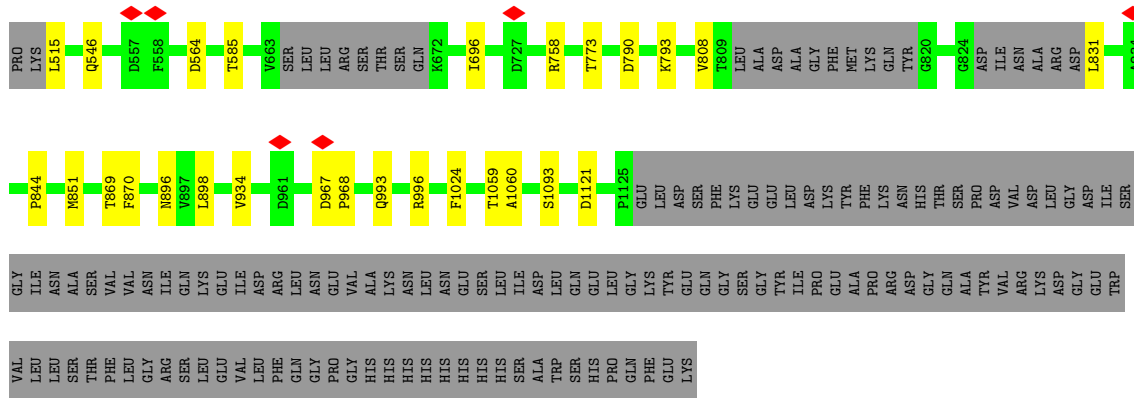 PRO LYS L515 Q546 D557 F558 D564 T585 V663 SER LEU LEU ARG SER THR SER GLN K672 I696 D727 R758 T773 D790 K793 V808 T809 LEU ALA ASP ALA GLY PHE MET LYS GLN TYR G820 G824 ASP ILE ASN ALA ARG ASP L831
P844 M851 T869 F870 N896 V897 L898 V934 D961 D967 P968 Q993 R996 F1024 T1059 A1060 S1093 D1121 P1125 GLU LEU ASP SER PHE LYS GLU GLU LEU ASP LYS TYR PHE LYS ASN HIS THR SER PRO ASP VAL ASP LEU GLY ASP ILE SER
GLY ILE ASN ALA SER VAL VAL ASN ILE GLN LYS GLU ILE ASP ARG LEU ASN GLU VAL ALA LYS ASN LEU ASN GLU SER LEU ILE ASP LEU GLN GLU LEU GLY LYS TYR GLU GLN GLY SER GLY TYR ILE PRO GLU ALA PRO ARG ASP GLY GLN ALA TYR VAL ARG LYS ASP GLY GLU TRP
VAL LEU LEU SER THR PHE LEU GLY ARG SER LEU GLU VAL LEU PHE GLN GLY PRO GLY HIS HIS HIS HIS HIS HIS HIS HIS SER ALA TRP SER HIS PRO GLN PHE GLU LYS